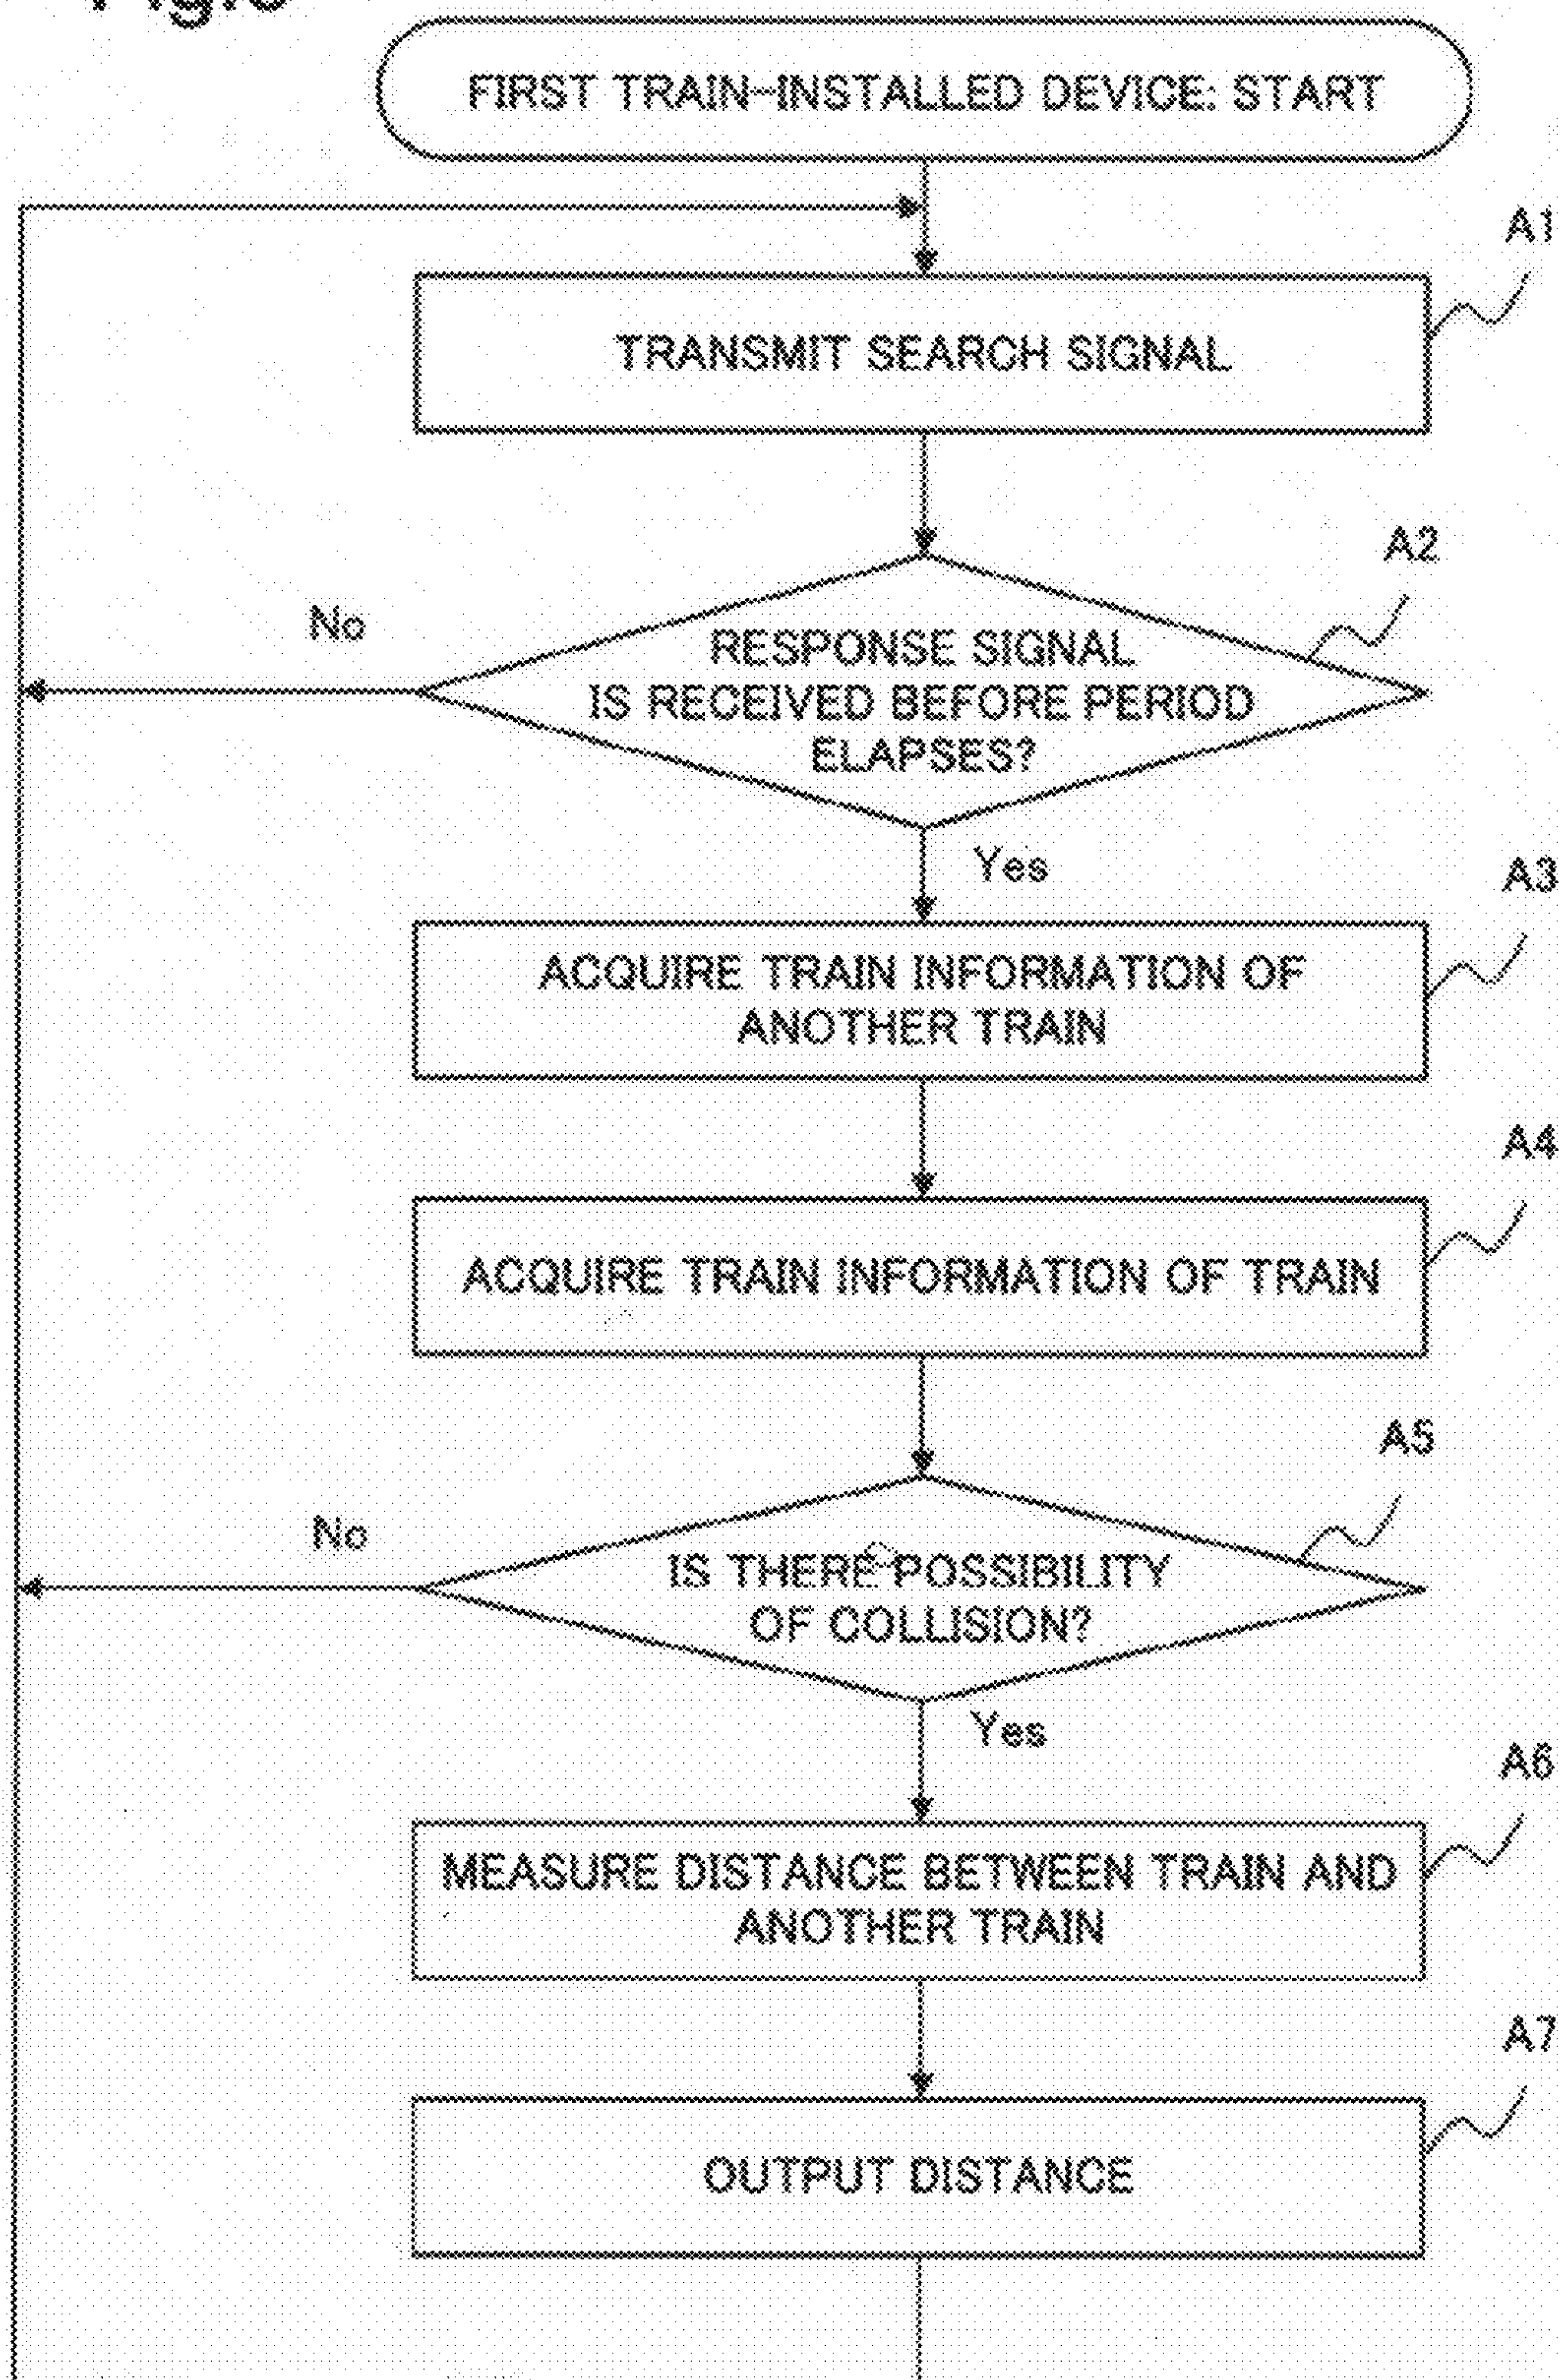 FIRST TRAIN-INSTALLED DEVICE: START
A1
TRANSMIT SEARCH SIGNAL
A2
No
RESPONSE SIGNAL
IS RECEIVED BEFORE PERIOD
ELAPSES?
Yes
A3
ACQUIRE TRAIN INFORMATION OF
ANOTHER TRAIN
A4
ACQUIRE TRAIN INFORMATION OF TRAIN
A5
No
IS THERE POSSIBILITY
OF COLLISION?
Yes
A6
MEASURE DISTANCE BETWEEN TRAIN AND
ANOTHER TRAIN
A7
OUTPUT DISTANCE